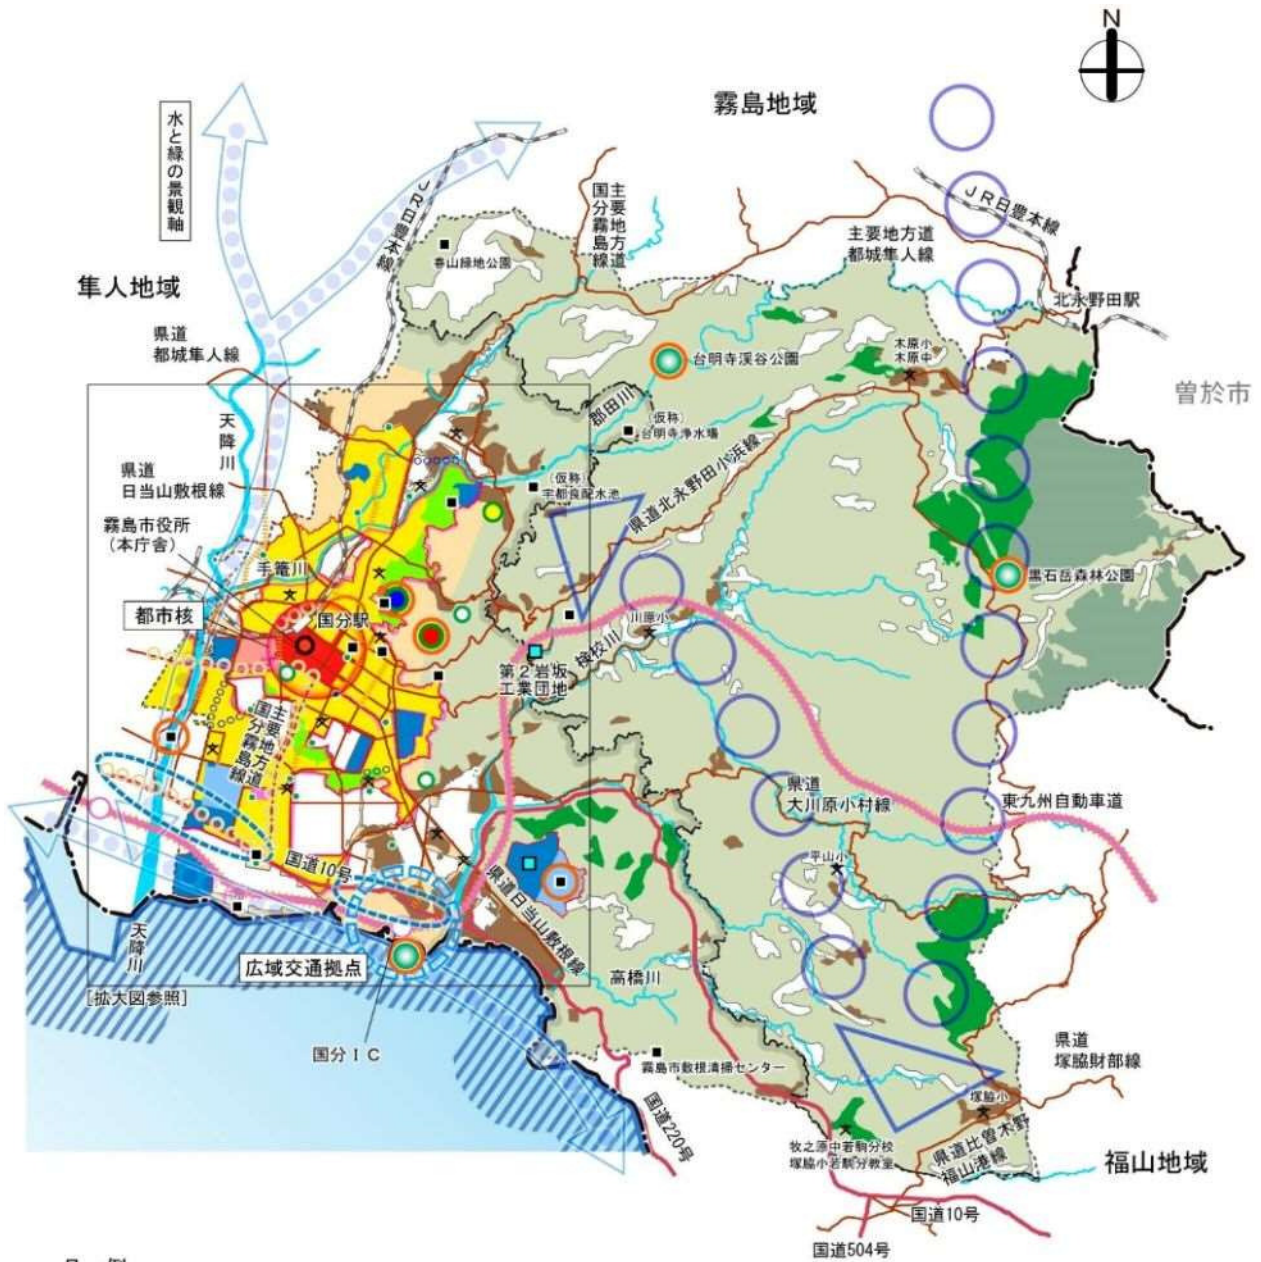 N
霧島地域
水と緑の景観軸
JR日豊本線
主要地方道
国分霧島線
JR日豊本線
主要地方道
都城隼人線
春山緑地公園
隼人地域
北永野田駅
県道
都城隼人線
木原小
木原中
台明寺渓谷公園
曽於市
天降川
郡田川
(仮称)
台明寺浄水場
県道
日当山敷根線
県道北永野田小浜線
(仮称)
宇都良配水池
霧島市役所
(本庁舎)
手篭川
黒石岳森林公園
都市核
国分駅
川原小
検校川
第2岩坂
工業団地
主要地方道
国分霧島線
県道
大川原小村線
東九州自動車道
国道10号
平山小
県道日当山敷根線
天降川
広域交通拠点
高橋川
[拡大図参照]
国分IC
霧島市敷根清掃センター
県道
塚脇財部線
塚脇小
国道220号
牧之原中若駒分校
塚脇小若駒分教室
県道比曽木野
福山港線
福山地域
国道10号
国道504号